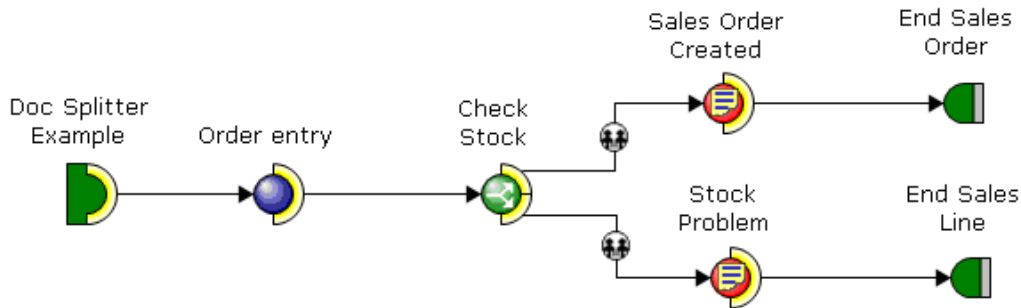 Sales Order
Created
End Sales
Order
Doc Splitter
Example
Order entry
Check
Stock
Stock
Problem
End Sales
Line